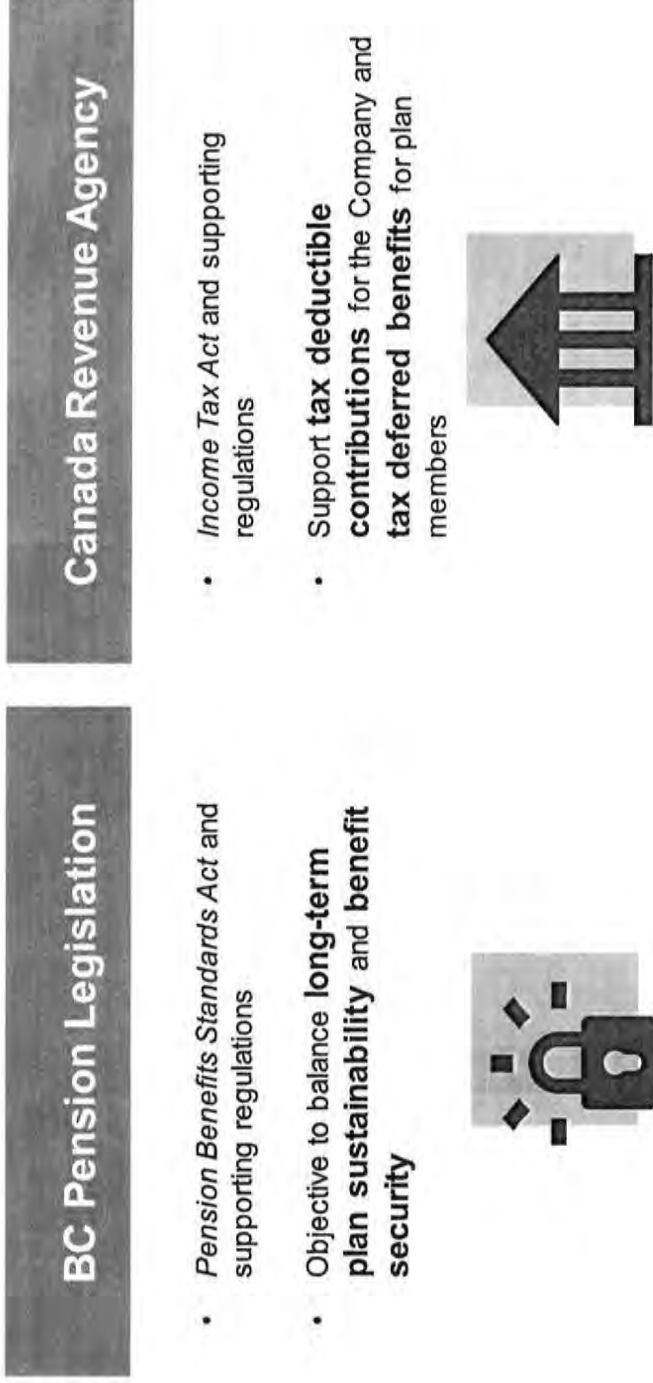 BC Pension Legislation
• Pension Benefits Standards Act and
supporting regulations
• Objective to balance long-term
plan sustainability and benefit
security
Canada Revenue Agency
• Income Tax Act and supporting
regulations
• Support tax deductible
contributions for the Company and
tax deferred benefits for plan
members